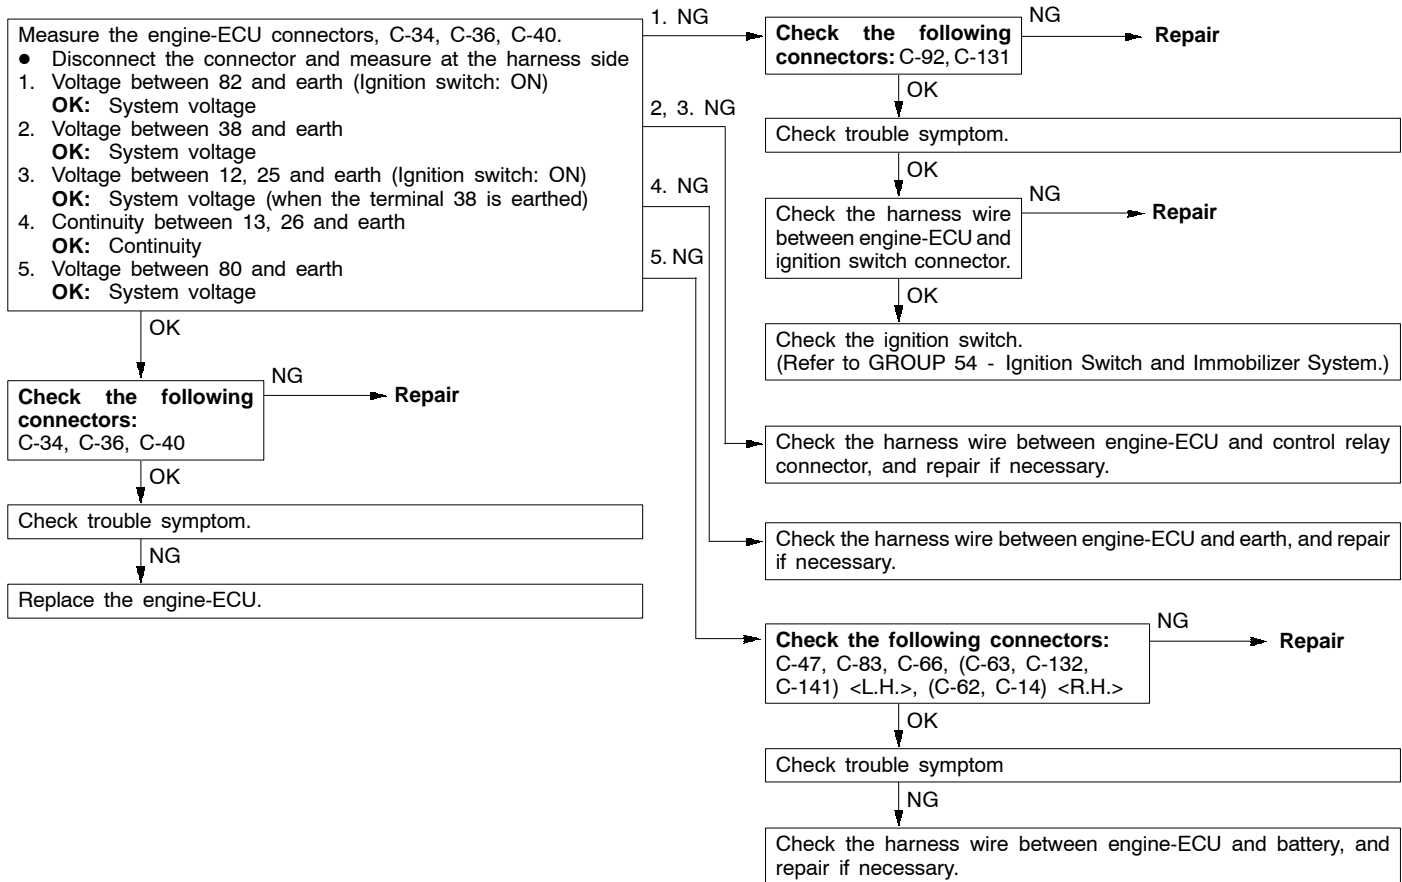 Measure the engine-ECU connectors, C-34, C-36, C-40.
● Disconnect the connector and measure at the harness side
1. Voltage between 82 and earth (Ignition switch: ON)
OK: System voltage
2. Voltage between 38 and earth
OK: System voltage
3. Voltage between 12, 25 and earth (Ignition switch: ON)
OK: System voltage (when the terminal 38 is earthed)
4. Continuity between 13, 26 and earth
OK: Continuity
5. Voltage between 80 and earth
OK: System voltage
OK
Check the following
connectors:
C-34, C-36, C-40
NG
Repair
OK
Check trouble symptom.
NG
Replace the engine-ECU.
1. NG
Check the following
connectors: C-92, C-131
NG
Repair
OK
Check trouble symptom.
OK
Check the harness wire
between engine-ECU and
ignition switch connector.
NG
Repair
OK
Check the ignition switch.
(Refer to GROUP 54 - Ignition Switch and Immobilizer System.)
2, 3. NG
Check the harness wire between engine-ECU and control relay
connector, and repair if necessary.
4. NG
Check the harness wire between engine-ECU and earth, and repair
if necessary.
5. NG
Check the following connectors:
C-47, C-83, C-66, (C-63, C-132,
C-141) <L.H.>, (C-62, C-14) <R.H.>
NG
Repair
OK
Check trouble symptom
NG
Check the harness wire between engine-ECU and battery, and
repair if necessary.